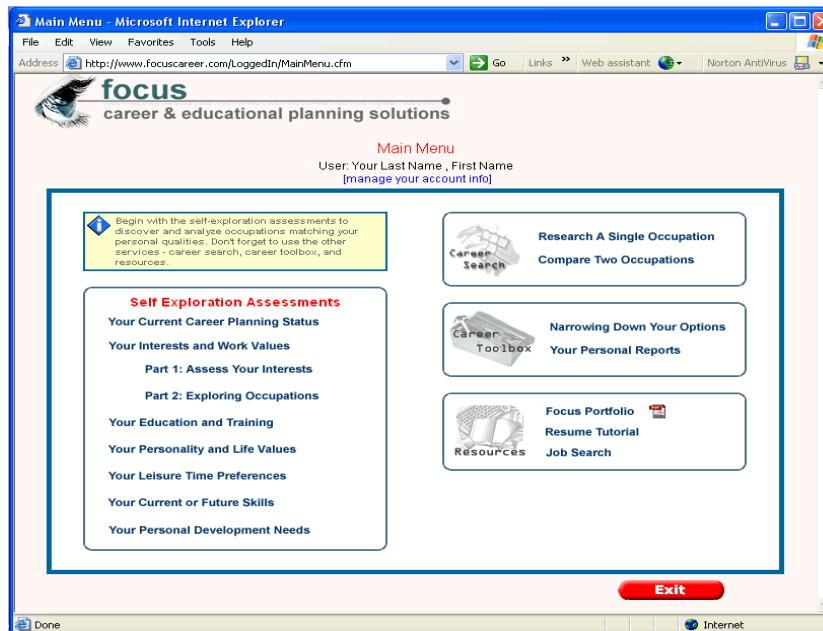 Main Menu - Microsoft Internet Explorer
File Edit View Favorites Tools Help
Address http://www.focuscareer.com/LoggedIn/MainMenu.cfm Go Links » Web assistant Norton AntiVirus
focus
career & educational planning solutions
Main Menu
User: Your Last Name , First Name
[manage your account info]
Begin with the self-exploration assessments to
discover and analyze occupations matching your
personal qualities. Don't forget to use the other
services - career search, career toolbox, and
resources.
Self Exploration Assessments
Your Current Career Planning Status
Your Interests and Work Values
Part 1: Assess Your Interests
Part 2: Exploring Occupations
Your Education and Training
Your Personality and Life Values
Your Leisure Time Preferences
Your Current or Future Skills
Your Personal Development Needs
Career
Search
Research A Single Occupation
Compare Two Occupations
Career
Toolbox
Narrowing Down Your Options
Your Personal Reports
Resources
Focus Portfolio
Resume Tutorial
Job Search
Exit
Done Internet